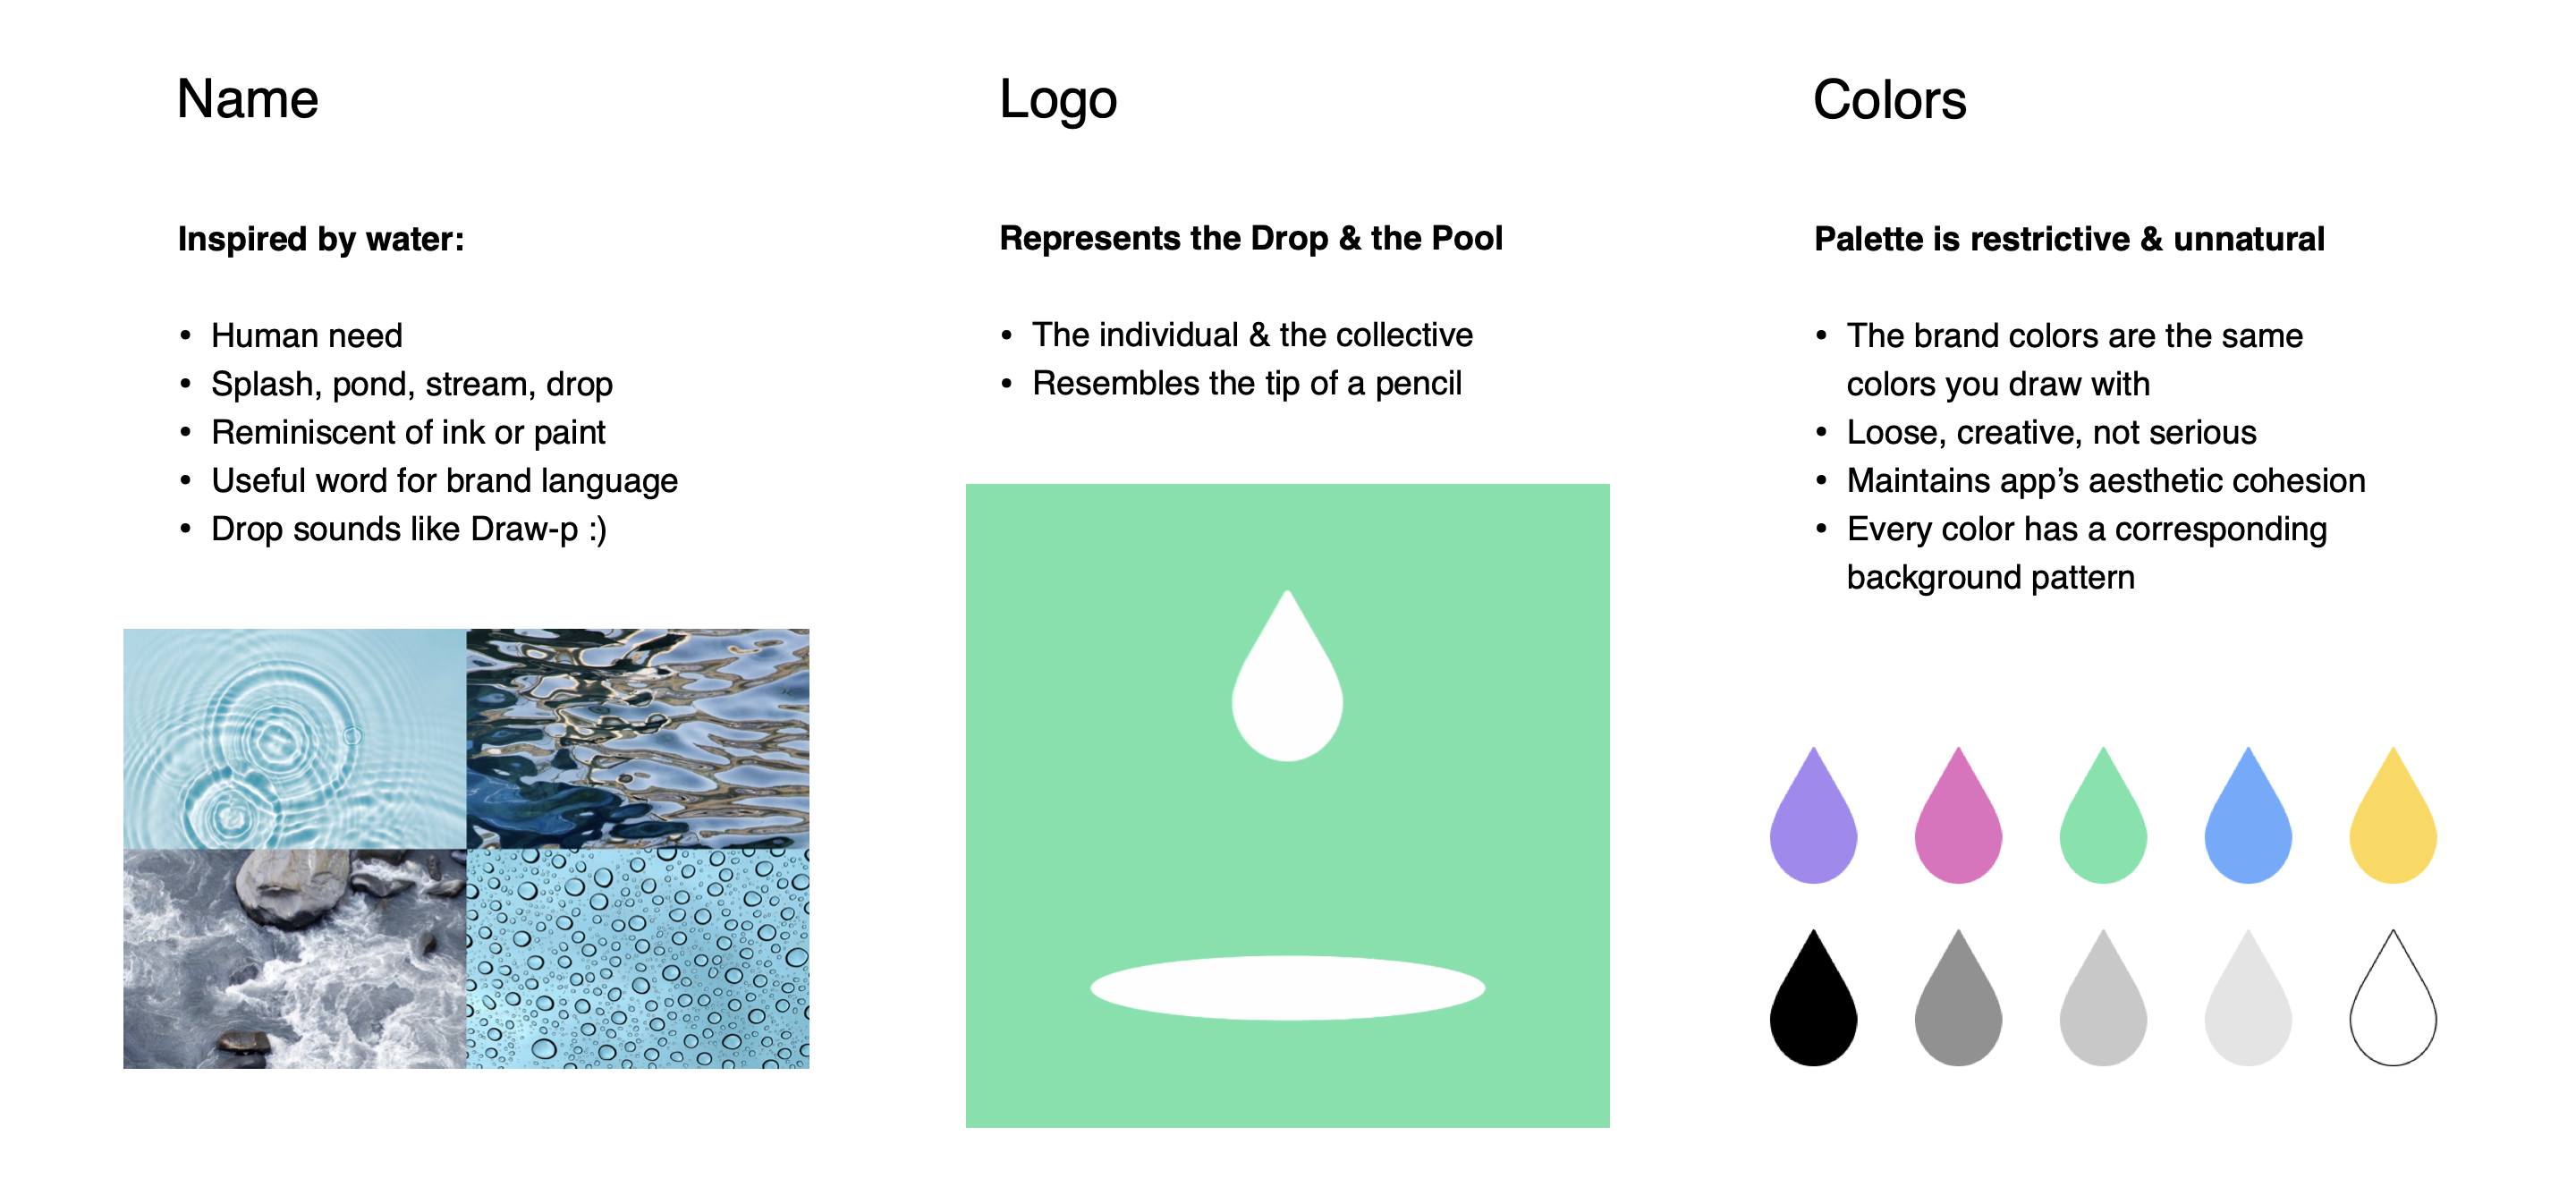 Name
Inspired by water:
• Human need
• Splash, pond, stream, drop
• Reminiscent of ink or paint
• Useful word for brand language
• Drop sounds like Draw-p :)
Logo
Represents the Drop & the Pool
• The individual & the collective
• Resembles the tip of a pencil
Colors
Palette is restrictive & unnatural
• The brand colors are the same
colors you draw with
• Loose, creative, not serious
• Maintains app’s aesthetic cohesion
• Every color has a corresponding
background pattern